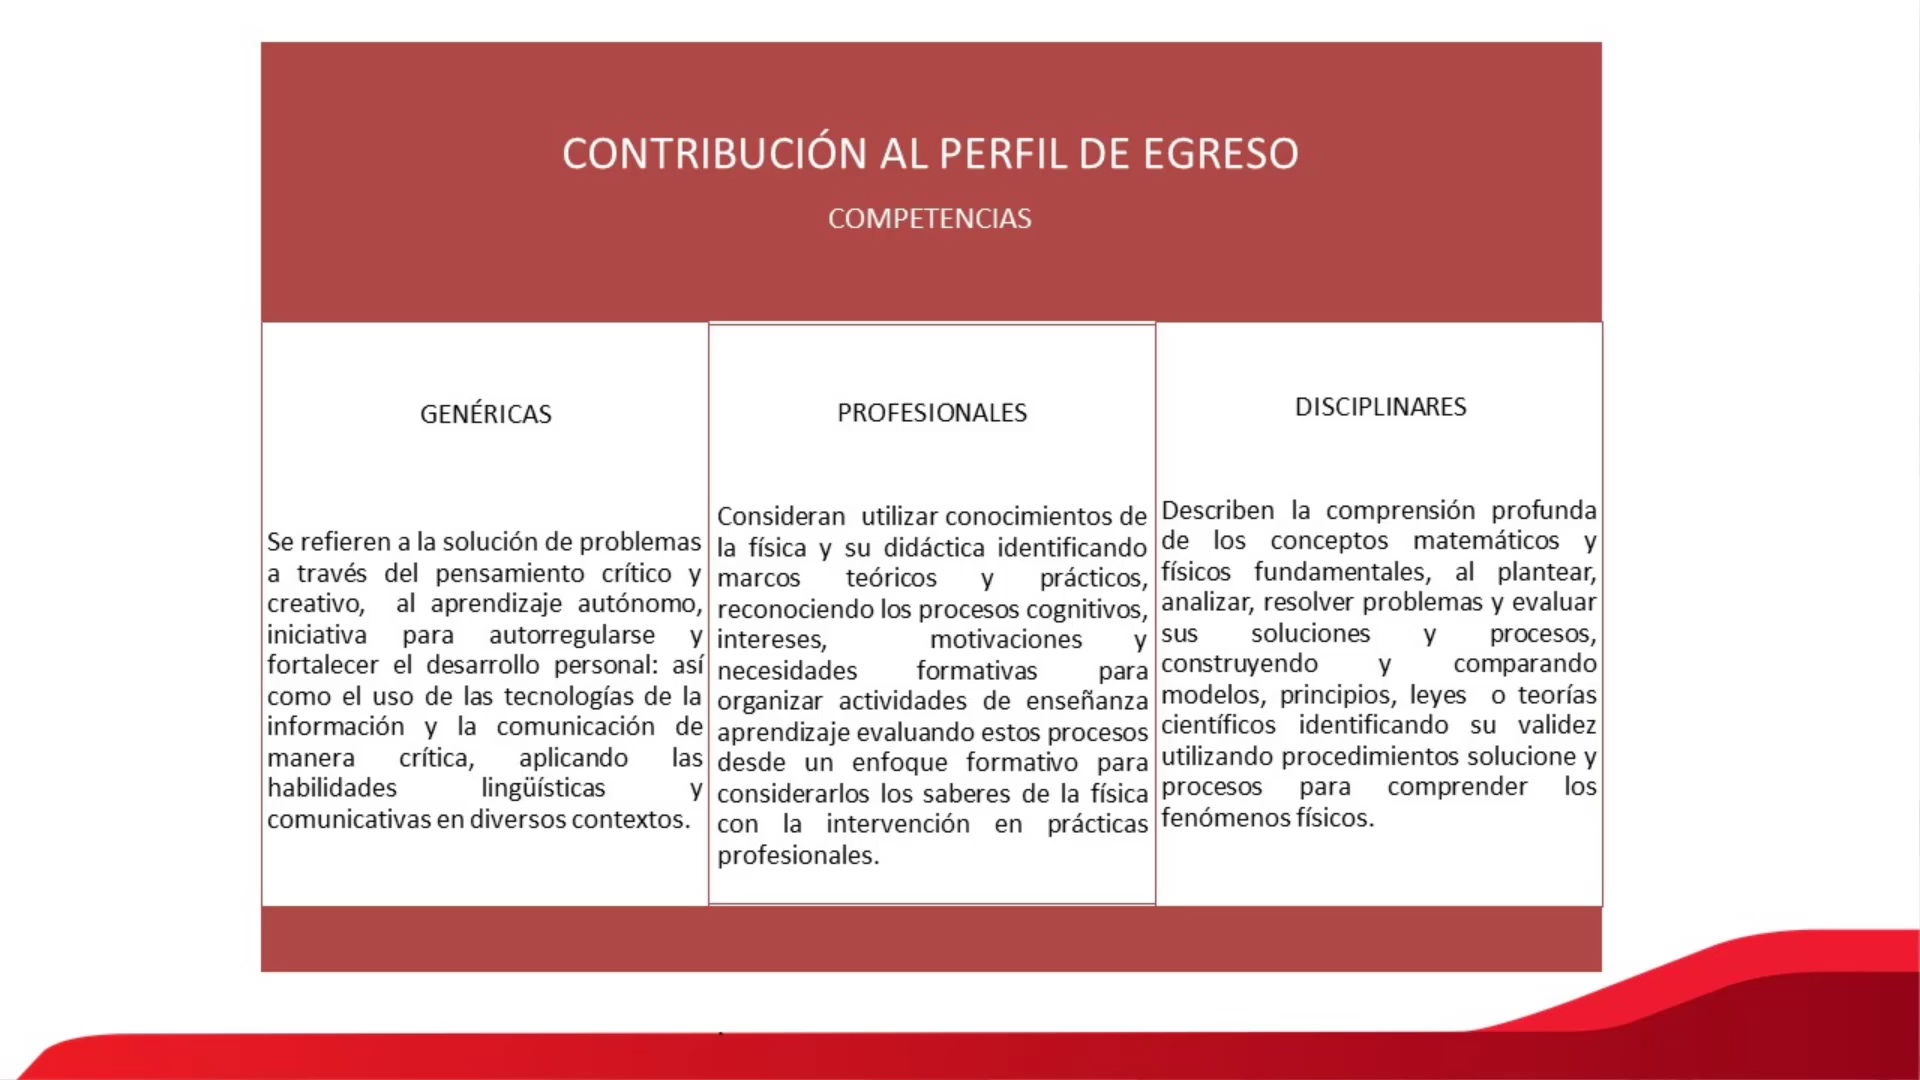 CONTRIBUCIÓN AL PERFIL DE EGRESO
COMPETENCIAS
GENÉRICAS
Se refieren a la solución de problemas
a través del pensamiento crítico y
creativo, al aprendizaje autónomo,
iniciativa para autorregularse y
fortalecer el desarrollo personal: así
como el uso de las tecnologías de la
información y la comunicación de
manera crítica, aplicando las
habilidades lingüísticas y
comunicativas en diversos contextos.
PROFESIONALES
Consideran utilizar conocimientos de
la física y su didáctica identificando
marcos teóricos y prácticos,
reconociendo los procesos cognitivos,
intereses, motivaciones y
necesidades formativas para
organizar actividades de enseñanza
aprendizaje evaluando estos procesos
desde un enfoque formativo para
considerarlos los saberes de la física
con la intervención en prácticas
profesionales.
DISCIPLINARES
Describen la comprensión profunda
de los conceptos matemáticos y
físicos fundamentales, al plantear,
analizar, resolver problemas y evaluar
sus soluciones y procesos,
construyendo y comparando
modelos, principios, leyes o teorías
científicos identificando su validez
utilizando procedimientos solucione y
procesos para comprender los
fenómenos físicos.